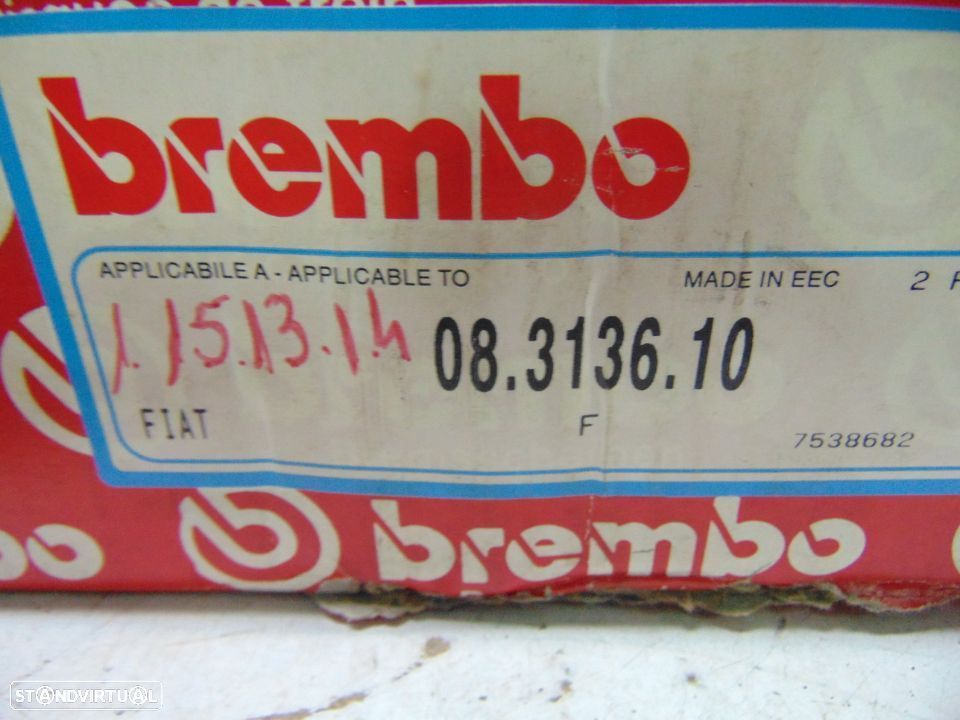 brembo
APPLICABILE A - APPLICABLE TO MADE IN EEC 2
1.15.13.14 08.3136.10
FIAT F 7538682
brembo
STANDVIRTUAL